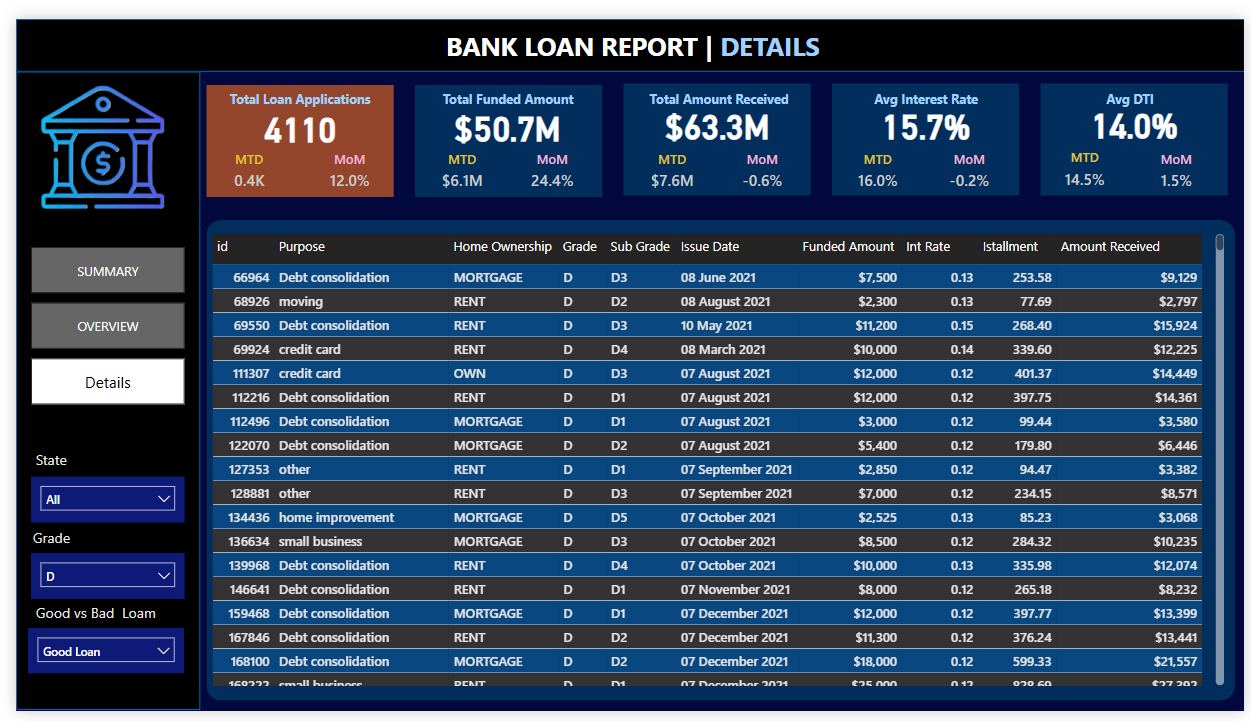 BANK LOAN REPORT | DETAILS
Total Loan Applications
4110
MTD MoM
0.4K 12.0%
Total Funded Amount
$50.7M
MTD MoM
$6.1M 24.4%
Total Amount Received
$63.3M
MTD MoM
$7.6M -0.6%
Avg Interest Rate
15.7%
MTD MoM
16.0% -0.2%
Avg DTI
14.0%
MTD MoM
14.5% 1.5%
SUMMARY
OVERVIEW
Details
State
All
Grade
D
Good vs Bad Loam
Good Loan
id Purpose Home Ownership Grade Sub Grade Issue Date Funded Amount Int Rate Istallment Amount Received
66964 Debt consolidation MORTGAGE D D3 08 June 2021 $7,500 0.13 253.58 $9,129
68926 moving RENT D D2 08 August 2021 $2,300 0.13 77.69 $2,797
69550 Debt consolidation RENT D D3 10 May 2021 $11,200 0.15 268.40 $15,924
69924 credit card RENT D D4 08 March 2021 $10,000 0.14 339.60 $12,225
111307 credit card OWN D D3 07 August 2021 $12,000 0.12 401.37 $14,449
112216 Debt consolidation RENT D D1 07 August 2021 $12,000 0.12 397.75 $14,361
112496 Debt consolidation MORTGAGE D D1 07 August 2021 $3,000 0.12 99.44 $3,580
122070 Debt consolidation MORTGAGE D D2 07 August 2021 $5,400 0.12 179.80 $6,446
127353 other RENT D D1 07 September 2021 $2,850 0.12 94.47 $3,382
128881 other RENT D D3 07 September 2021 $7,000 0.12 234.15 $8,571
134436 home improvement MORTGAGE D D5 07 October 2021 $2,525 0.13 85.23 $3,068
136634 small business MORTGAGE D D3 07 October 2021 $8,500 0.12 284.32 $10,235
139968 Debt consolidation RENT D D4 07 October 2021 $10,000 0.13 335.98 $12,074
146641 Debt consolidation RENT D D1 07 November 2021 $8,000 0.12 265.18 $8,232
159468 Debt consolidation MORTGAGE D D1 07 December 2021 $12,000 0.12 397.77 $13,399
167846 Debt consolidation RENT D D2 07 December 2021 $11,300 0.12 376.24 $13,441
168100 Debt consolidation MORTGAGE D D2 07 December 2021 $18,000 0.12 599.33 $21,557
small business RENT D D1 07 December 2021 $25,000 0.12